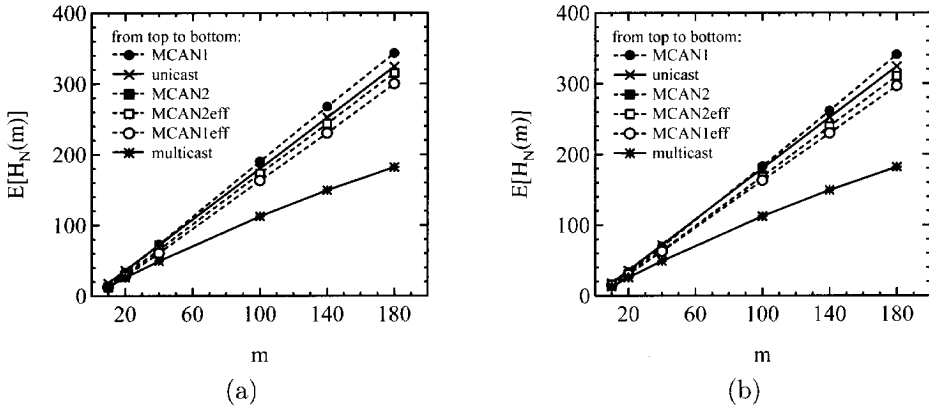 400
300
200
100
0
E[H_N(m)]
from top to bottom:
MCAN1
unicast
MCAN2
MCAN2eff
MCAN1eff
multicast
20 100 140 180
m
(a)
400
300
200
100
0
E[H_N(m)]
from top to bottom:
MCAN1
unicast
MCAN2
MCAN2eff
MCAN1eff
multicast
20 100 140 180
m
(b)